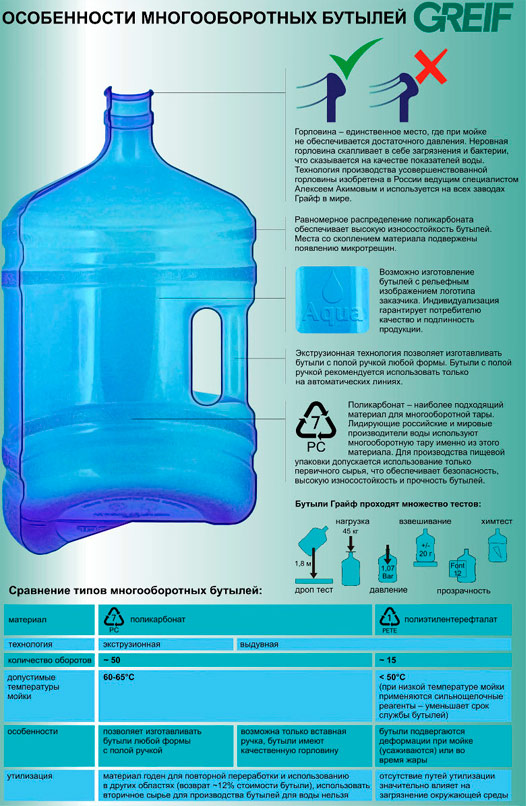 ОСОБЕННОСТИ МНОГООБОРОТНЫХ БУТЫЛЕЙ GREIF
Горловина – единственное место, где при мойке
не обеспечивается достаточного давления. Неровная
горловина скапливает в себе загрязнения и бактерии,
что сказывается на качестве показателей воды.
Технология производства усовершенствованной
горловины изобретена в России ведущим специалистом
Алексеем Акимовым и используется на всех заводах
Грайф в мире.
Равномерное распределение поликарбоната
обеспечивает высокую износостойкость бутылей.
Места со скоплением материала подвержены
появлению микротрещин.
Aqua
Возможно изготовление
бутылей с рельефным
изображением логотипа
заказчика. Индивидуализация
гарантирует потребителю
качество и подлинность
продукции.
Экструзионная технология позволяет изготавливать
бутыли с полой ручкой любой формы. Бутыли с полой
ручкой рекомендуется использовать только
на автоматических линиях.
7
PC
Поликарбонат – наиболее подходящий
материал для многооборотной тары.
Лидирующие российские и мировые
производители воды используют
многооборотную тару именно из этого
материала. Для производства пищевой
упаковки допускается использование только
первичного сырья, что обеспечивает безопасность,
высокую износостойкость и прочность бутылей.
Бутыли Грайф проходят множество тестов:
нагрузка взвешивание химтест
45 кг
+/-
20 г
1,8 м
1,07
Bar
Font
12
дроп тест давление прозрачность
Сравнение типов многооборотных бутылей:
материал 7 PC поликарбонат 1 PETE полиэтилентерефталат
технология экструзионная выдувная
количество оборотов ~ 50 ~ 15
допустимые температуры мойки 60-65°C < 50°C
(при низкой температуре мойки
применяются сильнощелочные
реагенты – уменьшает срок
службы бутылей)
особенности
позволяет изготавливать
бутыли любой формы
с полой ручкой
возможна только вставная
ручка, бутыли имеют
качественную горловину
бутыли подвергаются
деформации при мойке
(усаживаются) или во
время жары
утилизация
материал годен для повторной переработки и использованию
в других областях (возврат ~12% стоимости бутыли), использовать
вторичное сырье для производства бутылей для воды нельзя
отсутствие путей утилизации
значительно влияет на
загрязнение окружающей среды